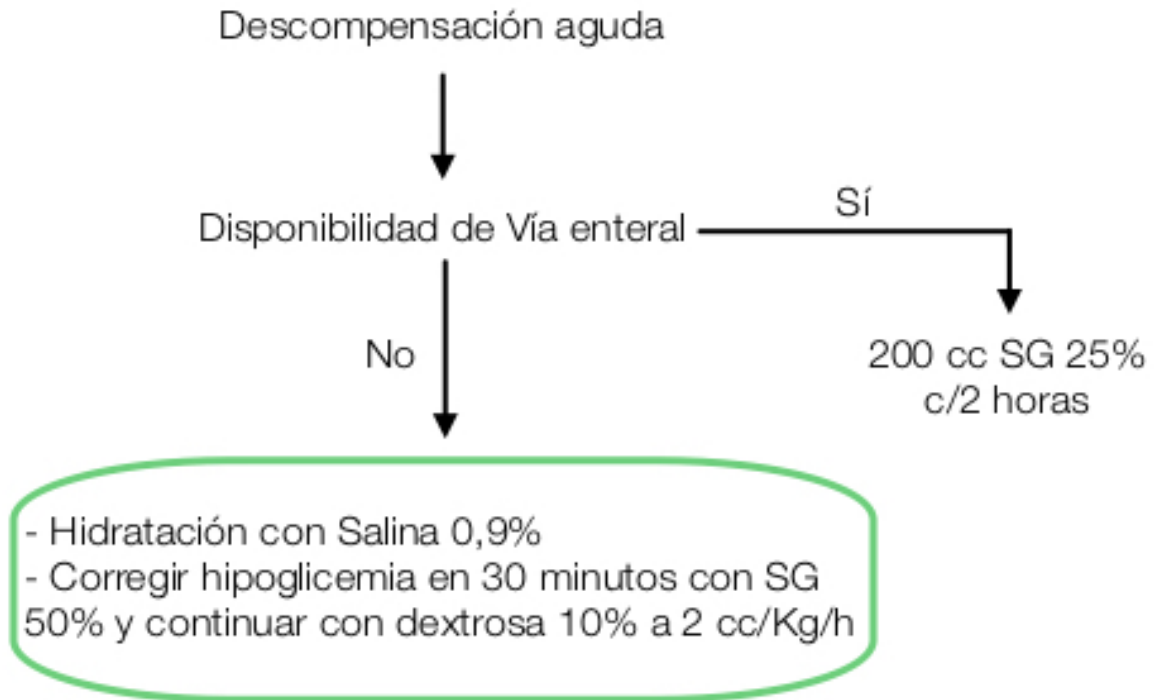 Descompensación aguda
Disponibilidad de Vía enteral
Sí
No
200 cc SG 25%
c/2 horas
- Hidratación con Salina 0,9%
- Corregir hipoglicemia en 30 minutos con SG
50% y continuar con dextrosa 10% a 2 cc/Kg/h